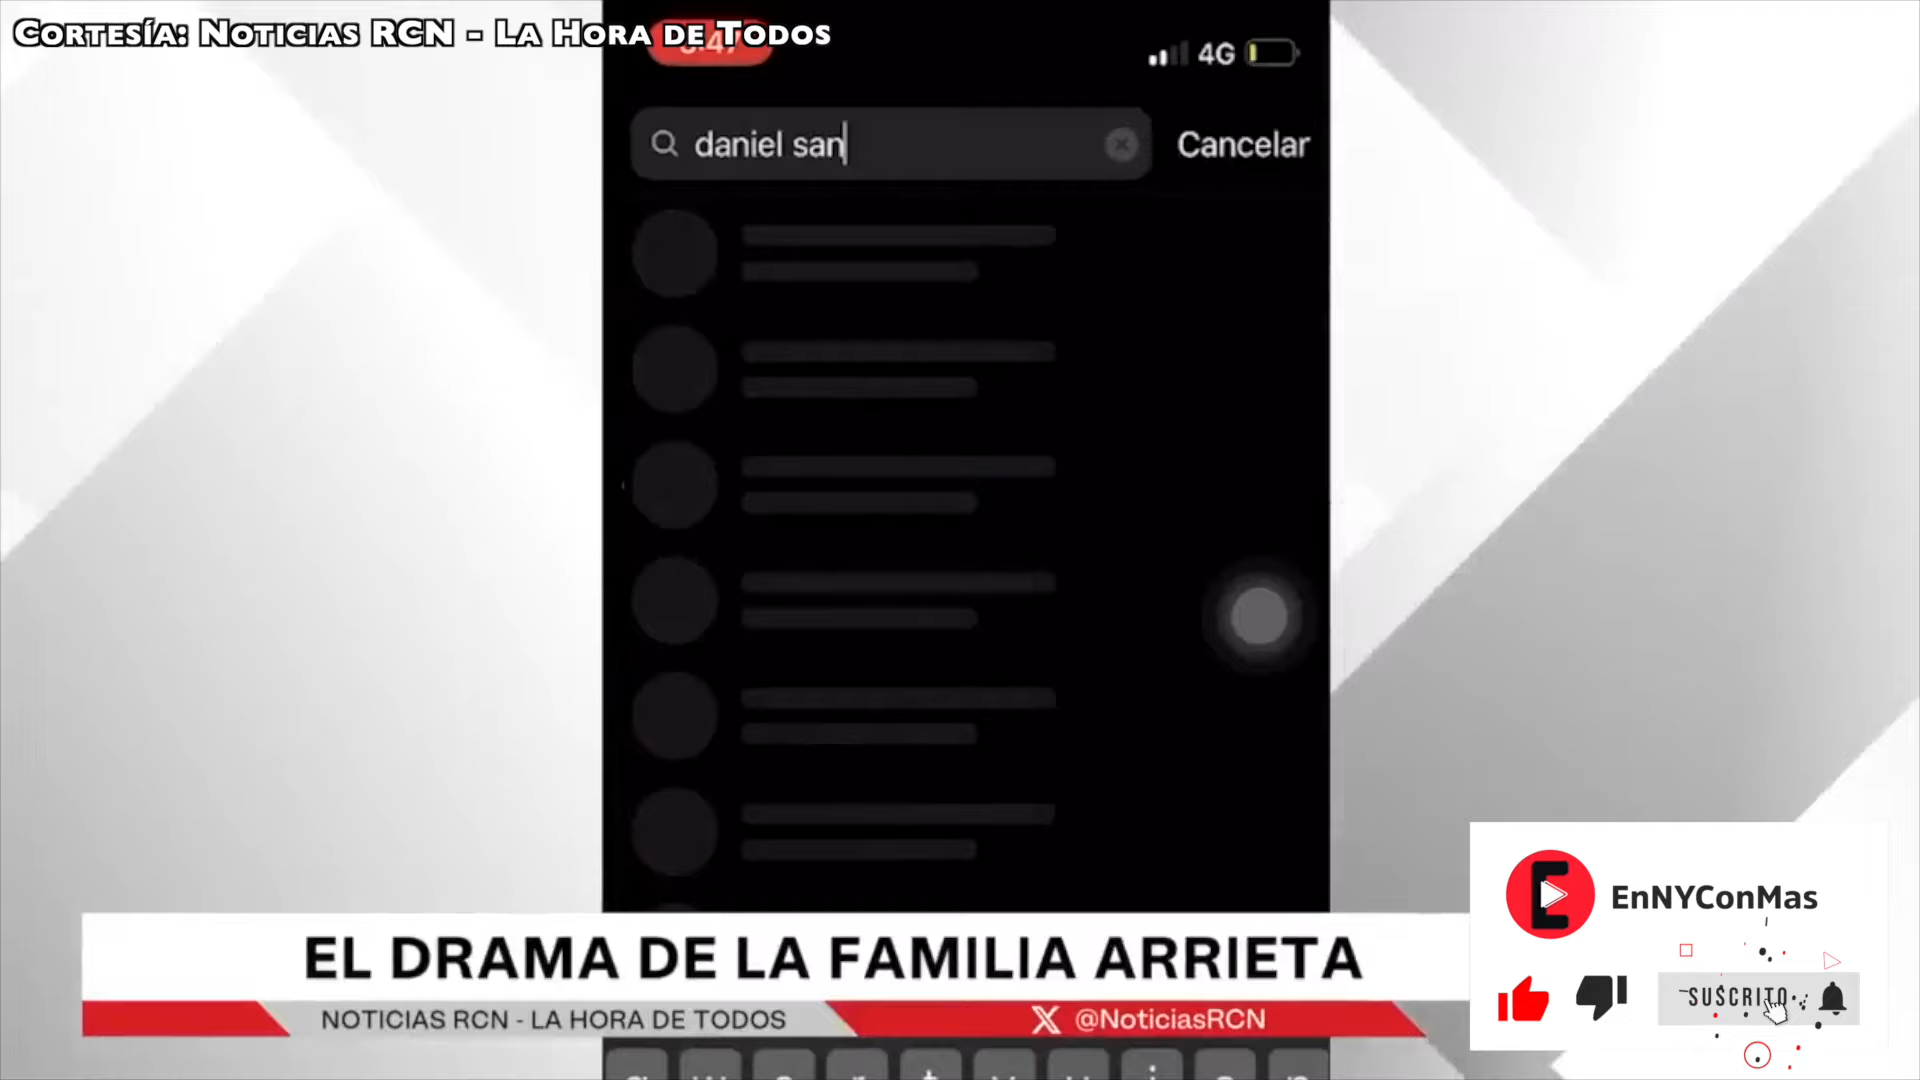 CORTESÍA: NOTICIAS RCN - LA HORA DE TODOS
4G
daniel san
Cancelar
EnNYConMas
EL DRAMA DE LA FAMILIA ARRIETA
SUSCRITO
NOTICIAS RCN - LA HORA DE TODOS
X @NoticiasRCN